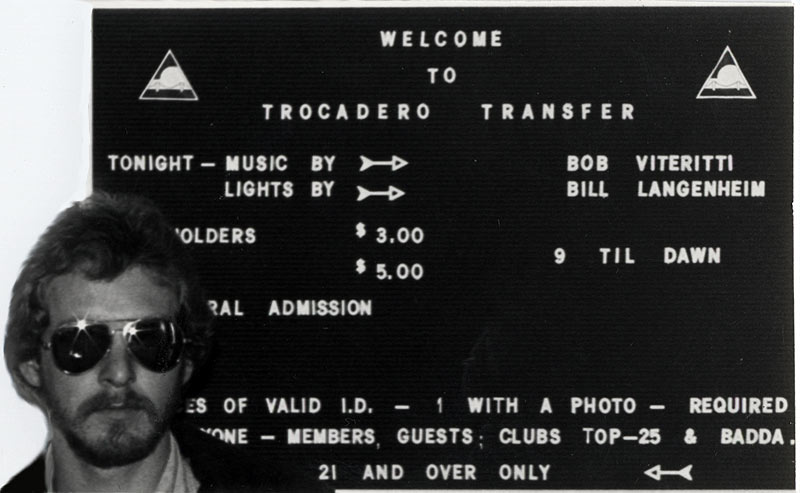 WELCOME
TO
TROCADERO TRANSFER
TONIGHT — MUSIC BY BOB VITERITTI
LIGHTS BY BILL LANGENHEIM
OLDERS $ 3.00
$ 5.00
9 TIL DAWN
RAL ADMISSION
ES OF VALID I.D. — 1 WITH A PHOTO — REQUIRED
YONE — MEMBERS, GUESTS; CLUBS TOP-25 & BADDA.
21 AND OVER ONLY